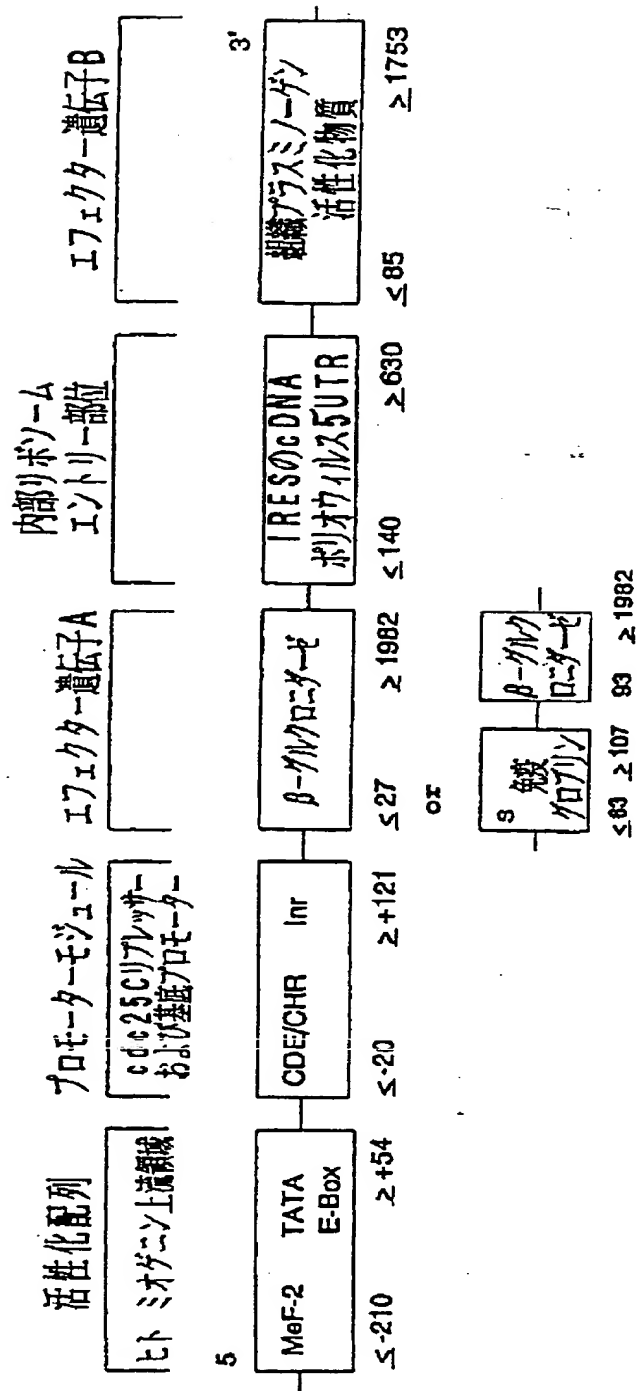 活性化配列
ヒト ミオゲニン上流領域
5
MeF-2 TATA
E-Box
≤-210 ≥+54
プロモーターモジュール
cdc25Cリプレッサー
および基底プロモーター
CDE/CHR Inr
≤-20 ≥+121
エフェクター遺伝子A
β-グルクロニダーゼ
≤27 ≥1982
or
S 免疫
グロブリン
≤63 ≥107
β-グルク
ロニダーゼ
93 ≥1982
内部リボソーム
エントリー部位
IRESのcDNA
ポリオウィルス5UTR
≤140 ≥630
エフェクター遺伝子B
3'
組織プラスミノーゲン
活性化物質
≤85 ≥1753